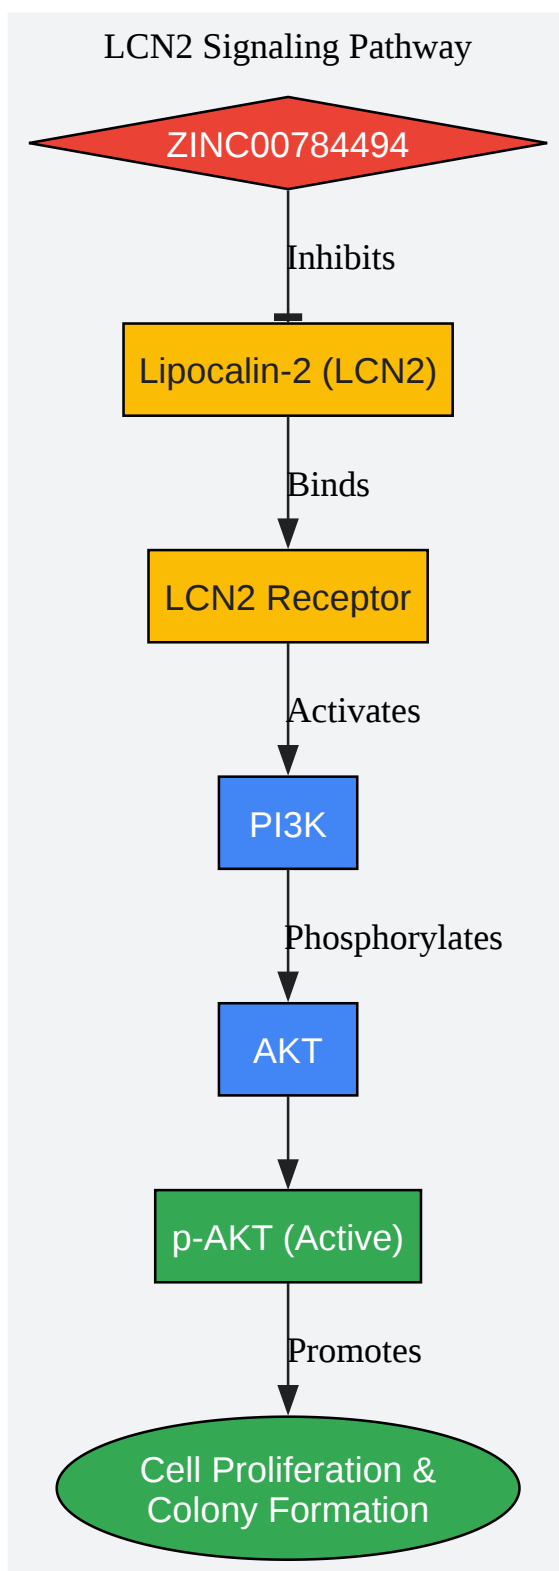 LCN2 Signaling Pathway
ZINC00784494
Inhibits
Lipocalin-2 (LCN2)
Binds
LCN2 Receptor
Activates
PI3K
Phosphorylates
AKT
p-AKT (Active)
Promotes
Cell Proliferation &
Colony Formation